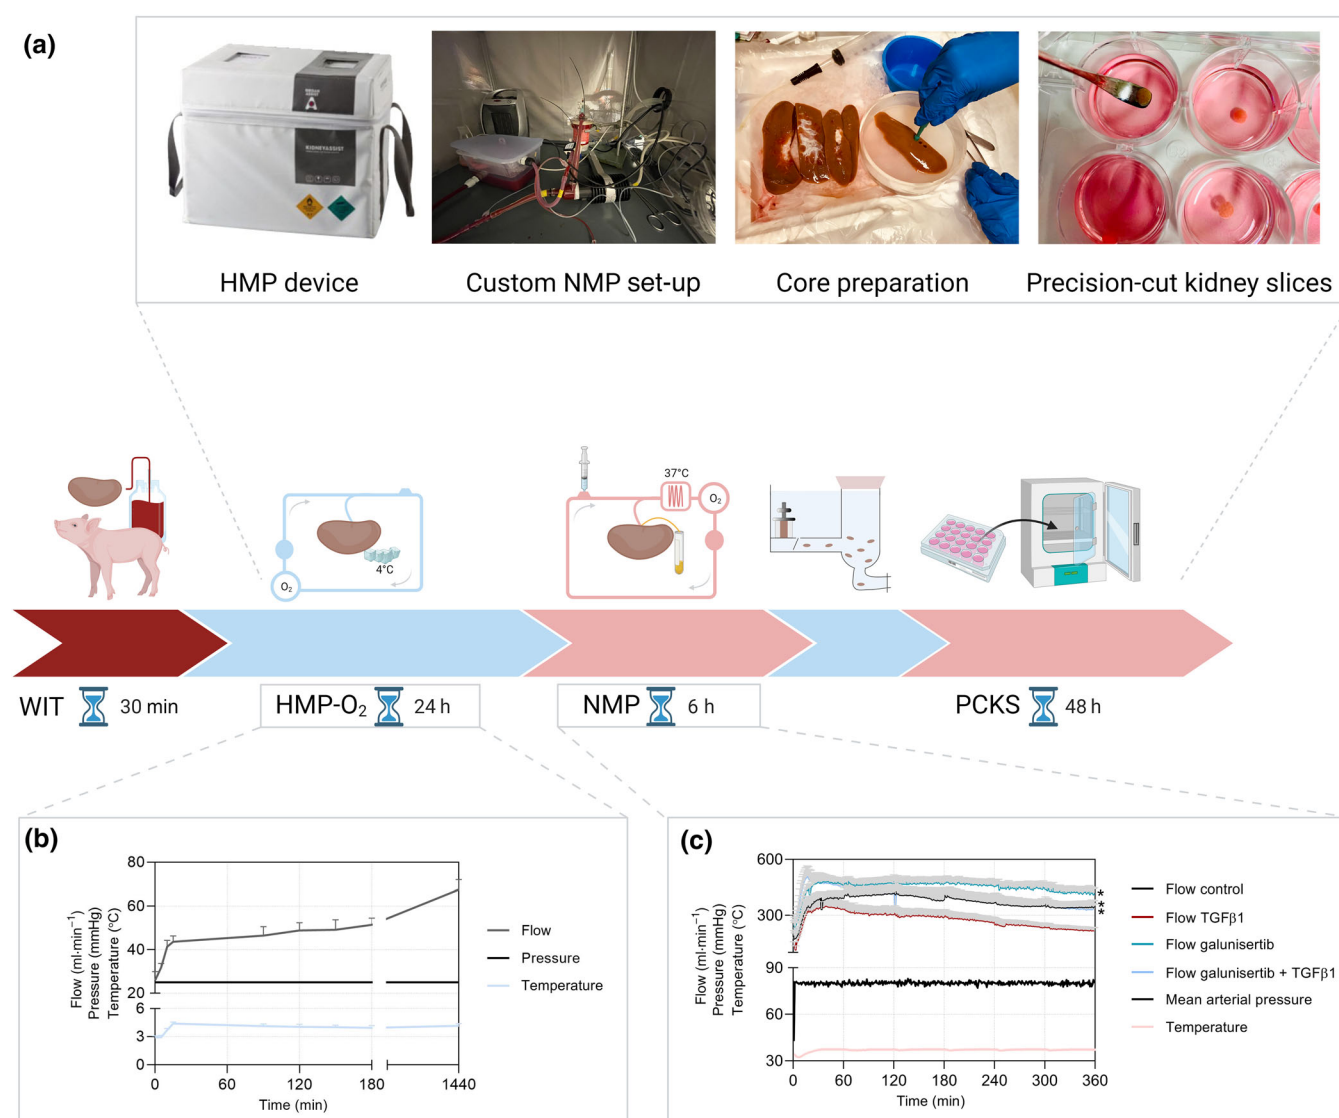 (a)
KIDNEYASSIST
HMP device
Custom NMP set-up
Core preparation
Precision-cut kidney slices
4°C
O₂
37°C
O₂
WIT
30 min
HMP-O₂
24 h
NMP
6 h
PCKS
48 h
(b)
Flow (ml·min⁻¹)
Pressure (mmHg)
Temperature (°C)
80
60
40
20
6
3
0
0
60
120
180
1440
Time (min)
Flow
Pressure
Temperature
(c)
Flow (ml·min⁻¹)
Pressure (mmHg)
Temperature (°C)
600
300
90
60
30
0
60
120
180
240
300
360
Time (min)
*
*
*
Flow control
Flow TGFβ1
Flow galunisertib
Flow galunisertib + TGFβ1
Mean arterial pressure
Temperature